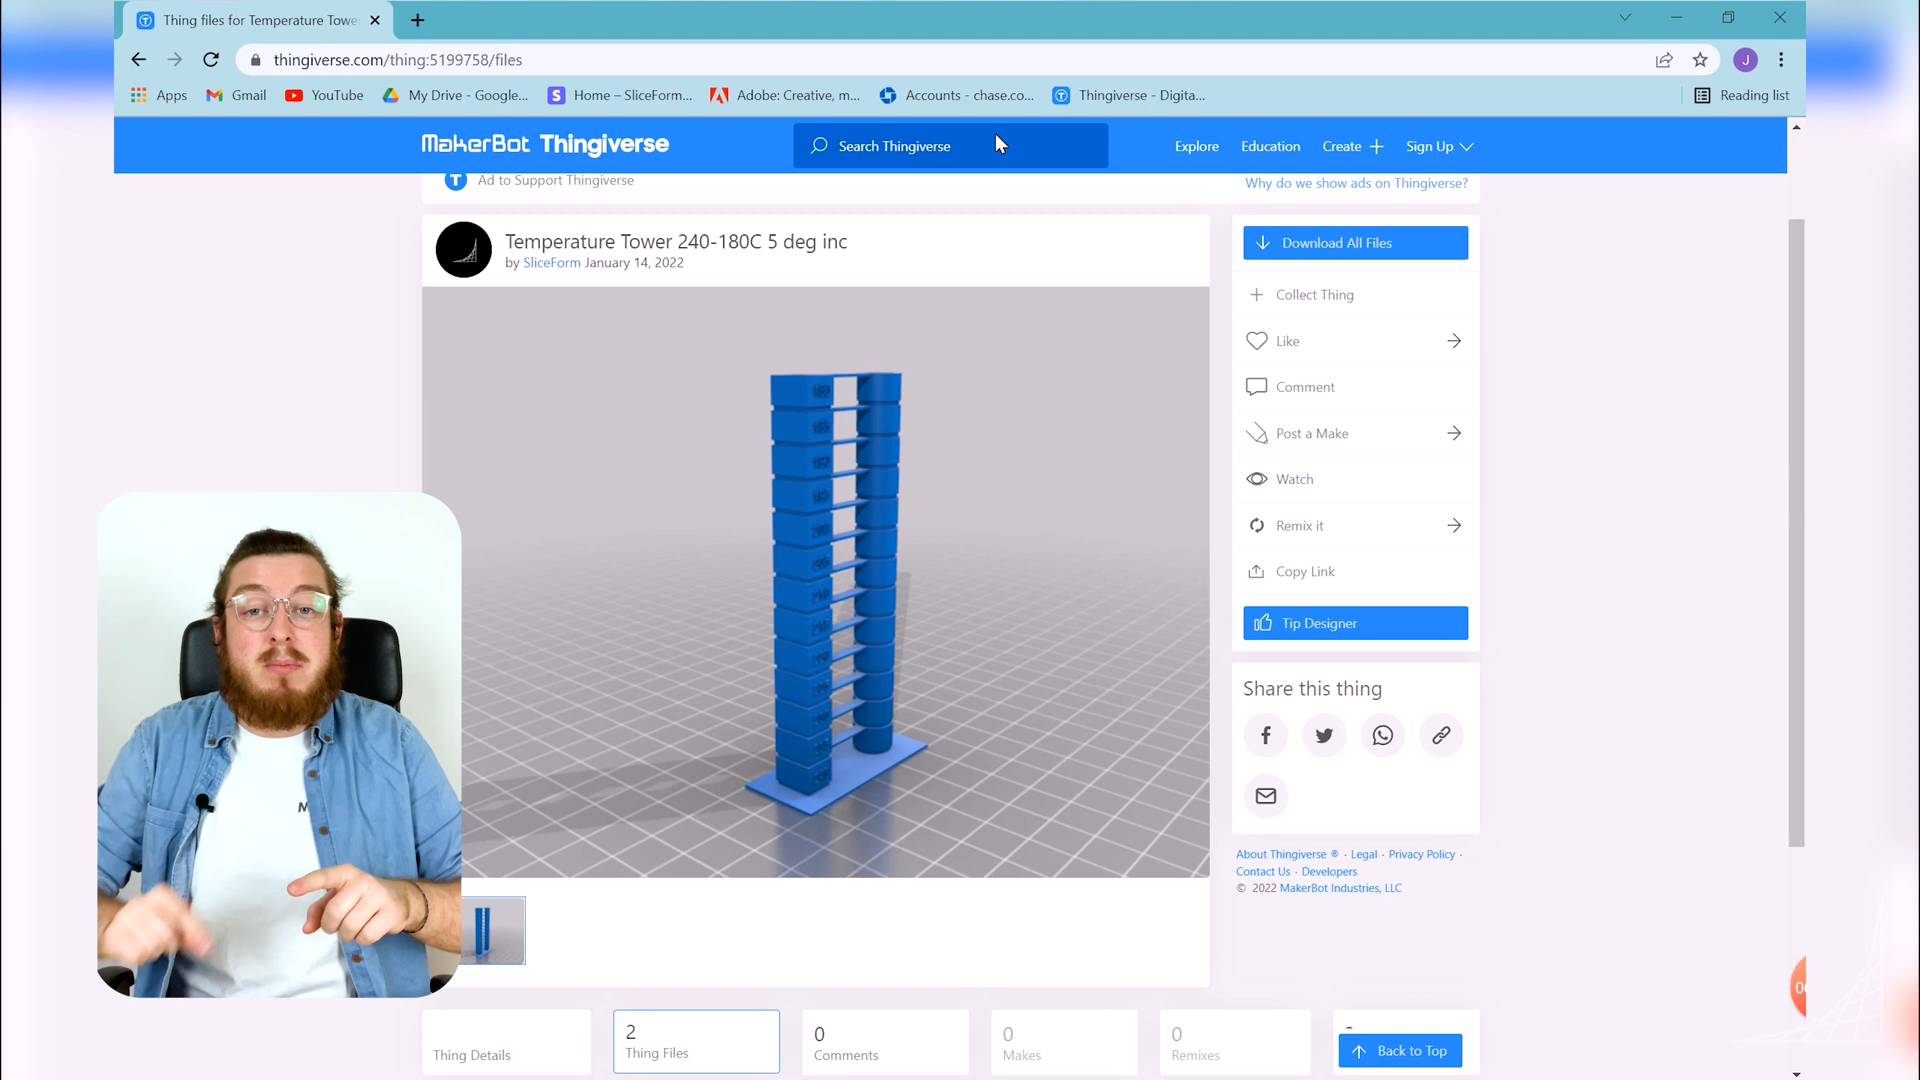 Thing files for Temperature Towe
thingiverse.com/thing:5199758/files
J
Apps
Gmail
YouTube
My Drive - Google...
S
Home – SliceForm...
Adobe: Creative, m...
Accounts - chase.co...
Thingiverse - Digita...
Reading list
MakerBot Thingiverse
Search Thingiverse
Explore
Education
Create
Sign Up
T
Ad to Support Thingiverse
Why do we show ads on Thingiverse?
Temperature Tower 240-180C 5 deg inc
by SliceForm January 14, 2022
Download All Files
Collect Thing
Like
Comment
Post a Make
Watch
Remix it
Copy Link
Tip Designer
Share this thing
About Thingiverse ® · Legal · Privacy Policy ·
Contact Us · Developers
© 2022 MakerBot Industries, LLC
Thing Details
2
Thing Files
0
Comments
0
Makes
0
Remixes
-
Back to Top